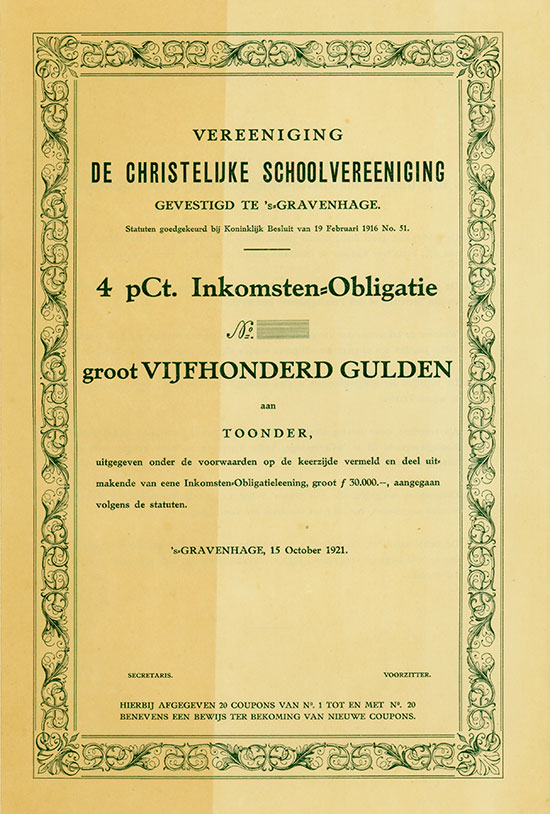 VEREENIGING
DE CHRISTELIJKE SCHOOLVEREENIGING
GEVESTIGD TE 's-GRAVENHAGE.
Statuten goedgekeurd bij Koninklijk Besluit van 19 Februari 1916 No. 51.
4 pCt. Inkomsten-Obligatie
No.
groot VIJFHONDERD GULDEN
aan
TOONDER,
uitgegeven onder de voorwaarden op de keerzijde vermeld en deel uit-
makende van eene Inkomsten-Obligatieleening, groot ƒ 30.000.--, aangegaan
volgens de statuten.
's-GRAVENHAGE, 15 October 1921.
SECRETARIS. VOORZITTER.
HIERBIJ AFGEGEVEN 20 COUPONS VAN No. 1 TOT EN MET No. 20
BENEVENS EEN BEWIJS TER BEKOMING VAN NIEUWE COUPONS.